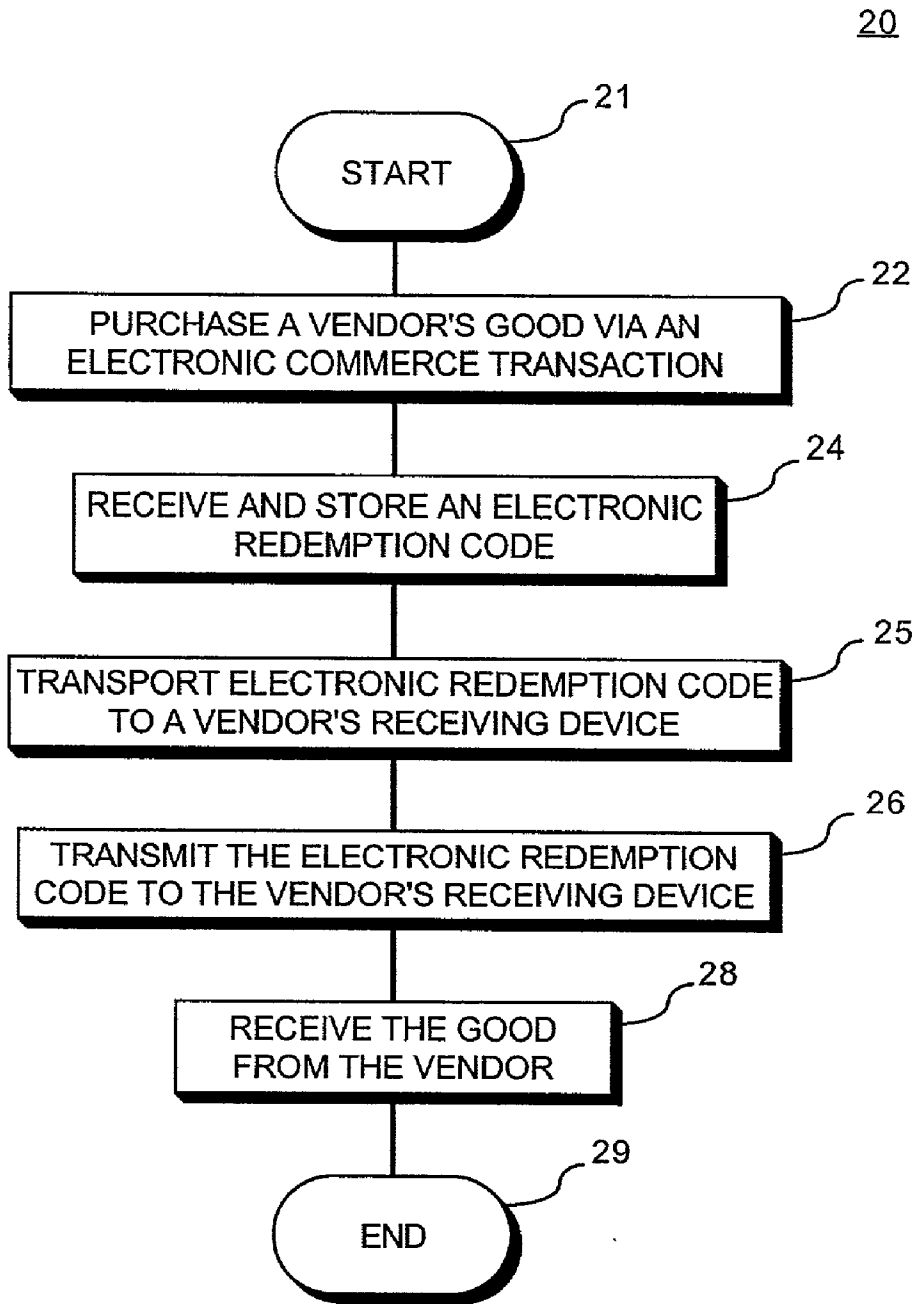 20
21
START
22
PURCHASE A VENDOR'S GOOD VIA AN
ELECTRONIC COMMERCE TRANSACTION
24
RECEIVE AND STORE AN ELECTRONIC
REDEMPTION CODE
25
TRANSPORT ELECTRONIC REDEMPTION CODE
TO A VENDOR'S RECEIVING DEVICE
26
TRANSMIT THE ELECTRONIC REDEMPTION
CODE TO THE VENDOR'S RECEIVING DEVICE
28
RECEIVE THE GOOD
FROM THE VENDOR
29
END